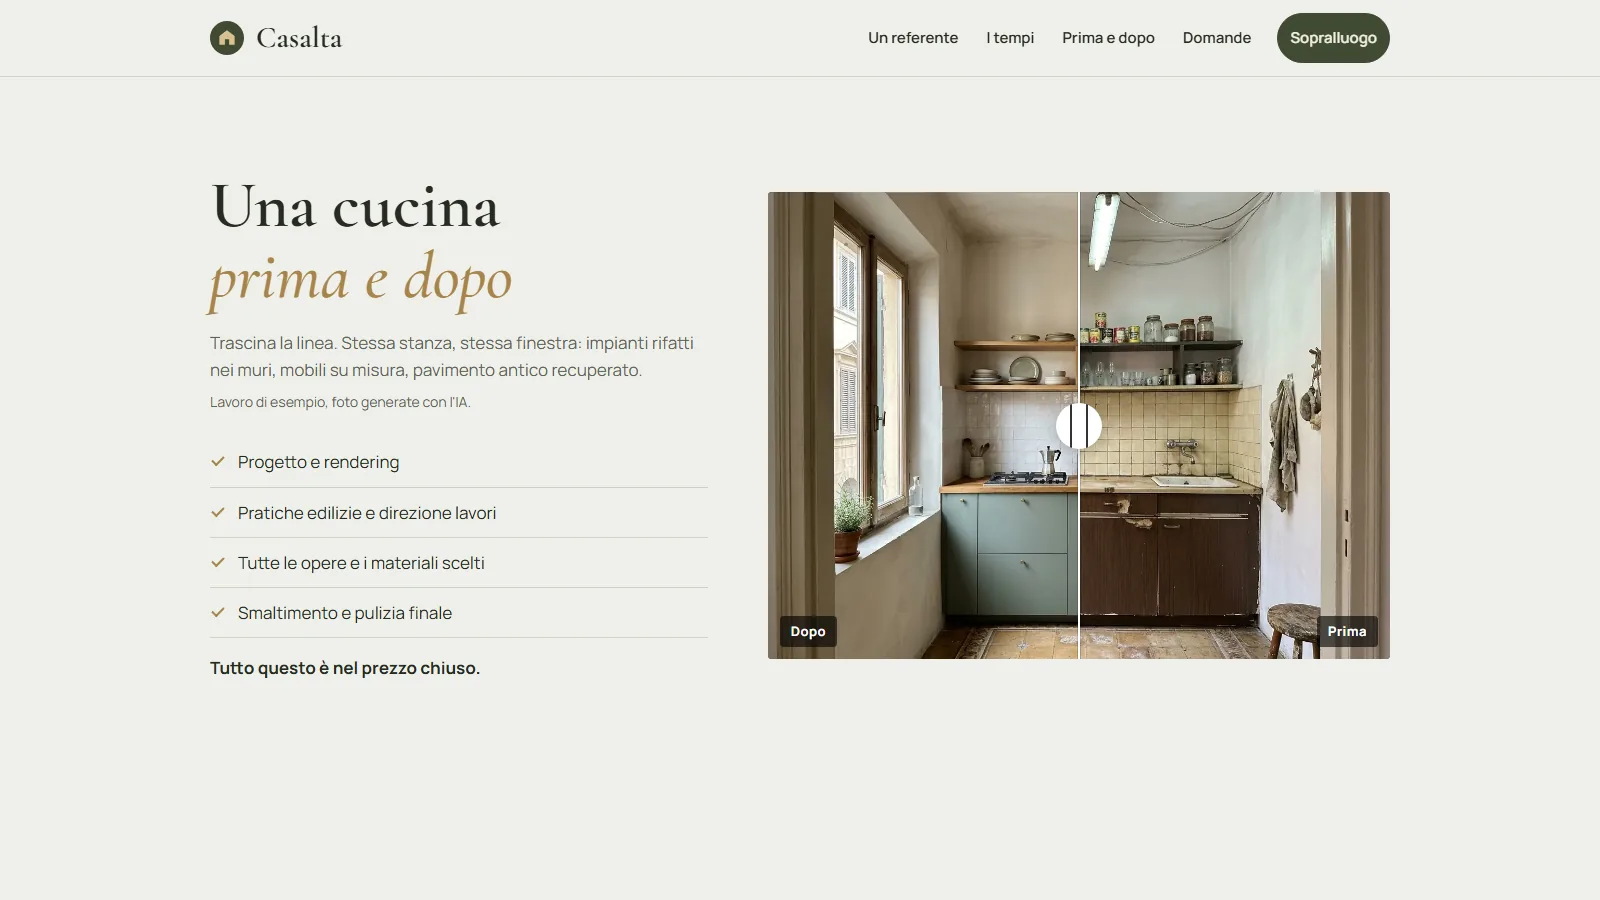 Casalta
Un referente
I tempi
Prima e dopo
Domande
Sopralluogo
Una cucina
prima e dopo
Trascina la linea. Stessa stanza, stessa finestra: impianti rifatti
nei muri, mobili su misura, pavimento antico recuperato.
Lavoro di esempio, foto generate con l'IA.
Progetto e rendering
Pratiche edilizie e direzione lavori
Tutte le opere e i materiali scelti
Smaltimento e pulizia finale
Tutto questo è nel prezzo chiuso.
Dopo
Prima